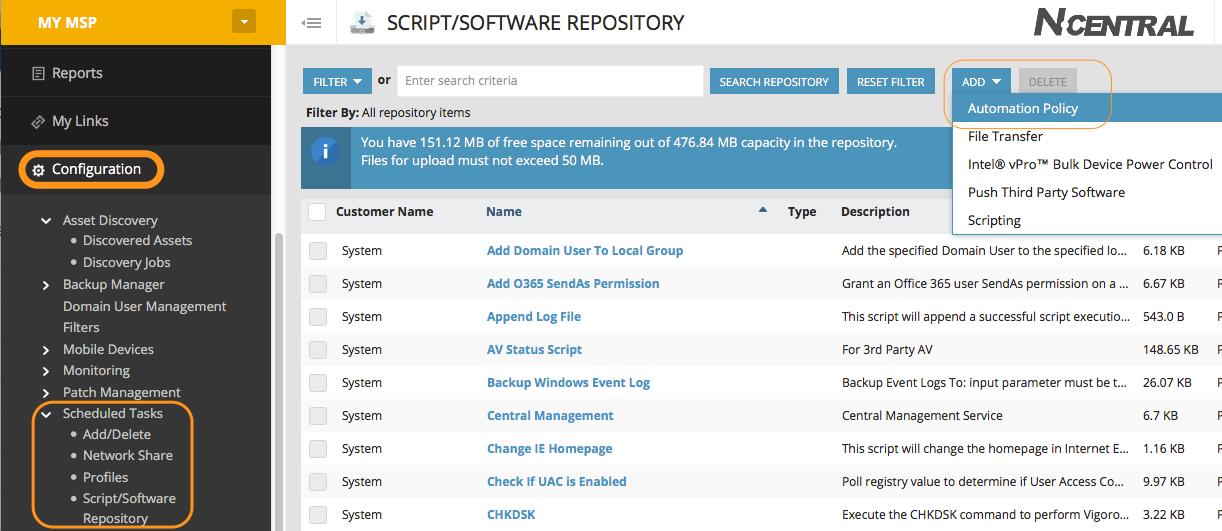 MY MSP
Reports
My Links
Configuration
Asset Discovery
Discovered Assets
Discovery Jobs
Backup Manager
Domain User Management
Filters
Mobile Devices
Monitoring
Patch Management
Scheduled Tasks
Add/Delete
Network Share
Profiles
Script/Software
Repository
SCRIPT/SOFTWARE REPOSITORY
NCENTRAL
FILTER or Enter search criteria SEARCH REPOSITORY RESET FILTER ADD DELETE
Filter By: All repository items
Automation Policy
File Transfer
Intel® vPro™ Bulk Device Power Control
Push Third Party Software
Scripting
You have 151.12 MB of free space remaining out of 476.84 MB capacity in the repository.
Files for upload must not exceed 50 MB.
Customer Name Name Type Description
System Add Domain User To Local Group Add the specified Domain User to the specified lo... 6.18 KB
System Add O365 SendAs Permission Grant an Office 365 user SendAs permission on a ... 6.67 KB
System Append Log File This script will append a successful script executio... 543.0 B
System AV Status Script For 3rd Party AV 148.65 KB
System Backup Windows Event Log Backup Event Logs To: input parameter must be t... 26.07 KB
System Central Management Central Management Service 6.7 KB
System Change IE Homepage This script will change the homepage in Internet E... 1.16 KB
System Check If UAC is Enabled Poll registry value to determine if User Access Co... 9.97 KB
System CHKDSK Execute the CHKDSK command to perform Vigoro... 3.22 KB